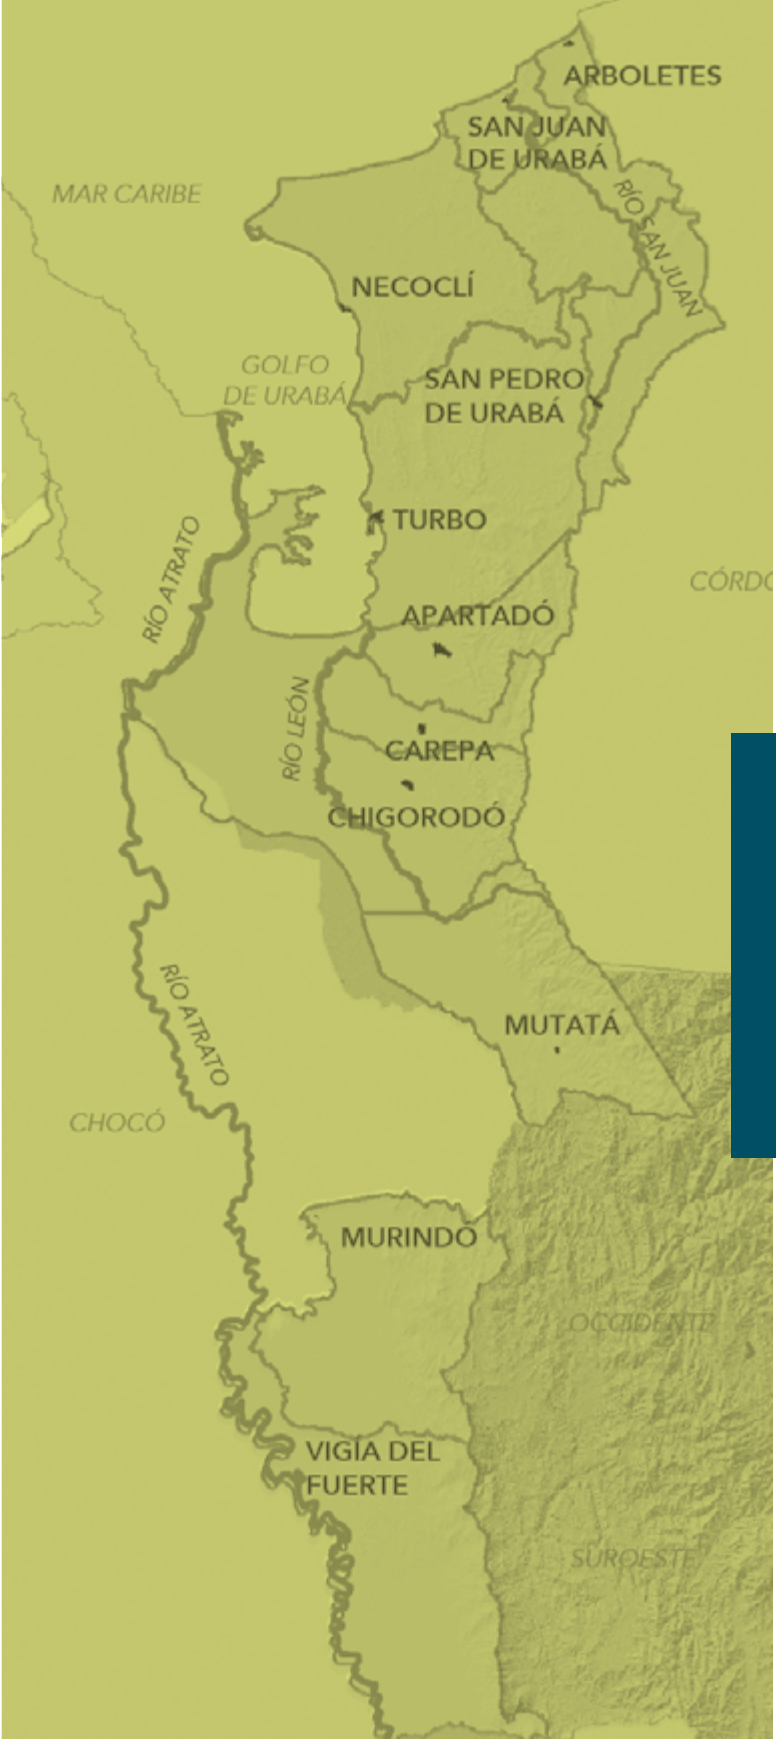 ARBOLETES
SAN JUAN
DE URABÁ
MAR CARIBE
RÍO SAN JUAN
NECOCLÍ
GOLFO
DE URABÁ
SAN PEDRO
DE URABÁ
TURBO
RÍO ATRATO
CÓRDO
APARTADÓ
RÍO LEÓN
CAREPA
CHIGORODÓ
RÍO ATRATO
MUTATÁ
CHOCÓ
MURINDÓ
OCCIDENTE
VIGÍA DEL
FUERTE
SUROESTE